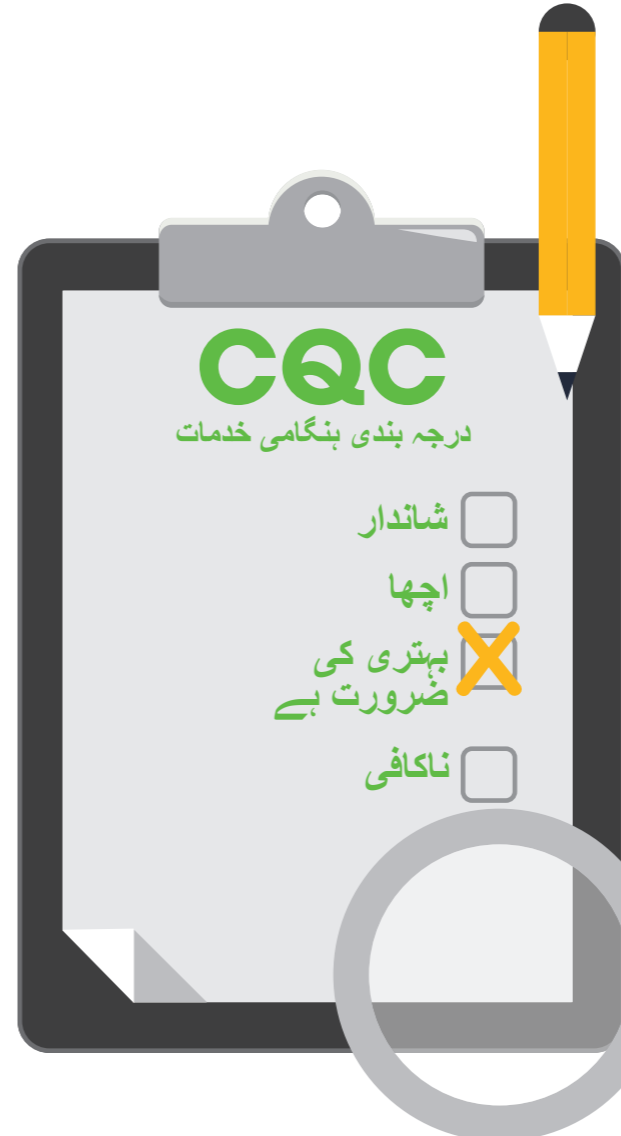 CQC
درجہ بندی ہنگامی خدمات
شاندار
اچھا
بہتری کی
ضرورت ہے
ناکافی